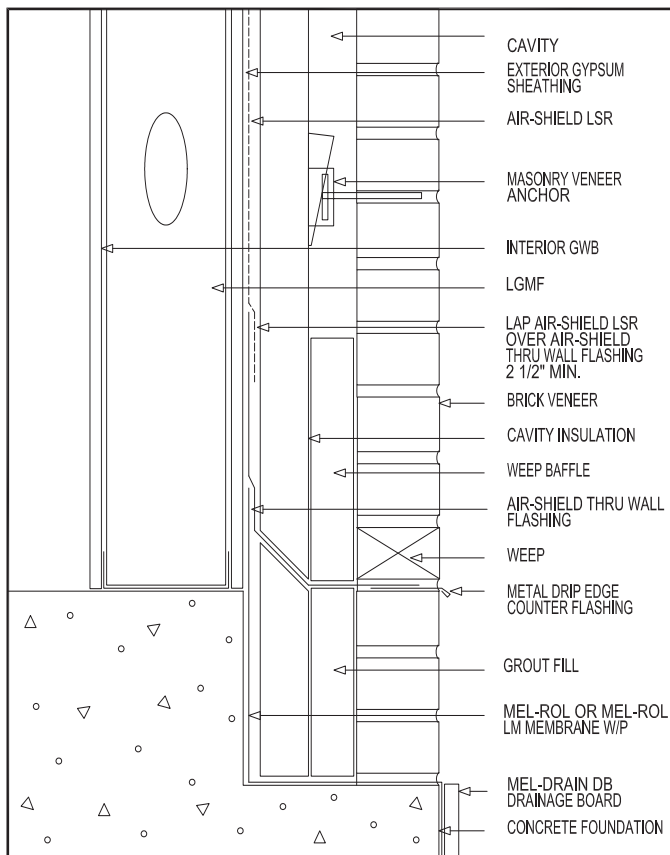 CAVITY
EXTERIOR GYPSUM
SHEATHING
AIR-SHIELD LSR
MASONRY VENEER
ANCHOR
INTERIOR GWB
LGMF
LAP AIR-SHIELD LSR
OVER AIR-SHIELD
THRU WALL FLASHING
2 1/2" MIN.
BRICK VENEER
CAVITY INSULATION
WEEP BAFFLE
AIR-SHIELD THRU WALL
FLASHING
WEEP
METAL DRIP EDGE
COUNTER FLASHING
GROUT FILL
MEL-ROL OR MEL-ROL
LM MEMBRANE W/P
MEL-DRAIN DB
DRAINAGE BOARD
CONCRETE FOUNDATION